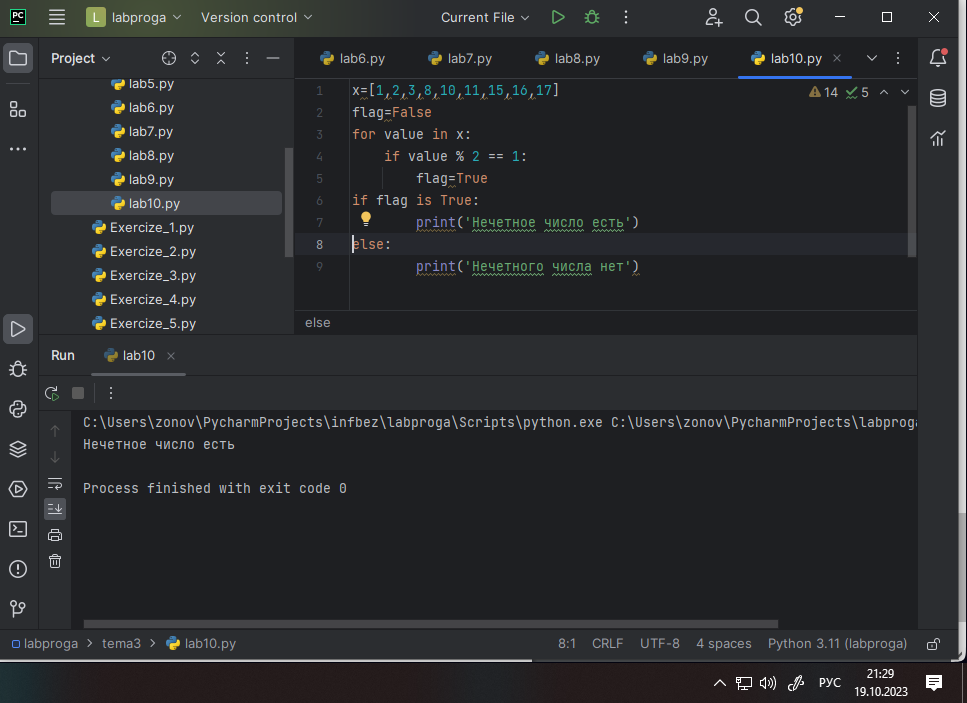 PC
L labproga Version control Current File
Project
lab6.py lab7.py lab8.py lab9.py lab10.py
lab5.py
lab6.py
lab7.py
lab8.py
lab9.py
lab10.py
Exercize_1.py
Exercize_2.py
Exercize_3.py
Exercize_4.py
Exercize_5.py
14 5
1 x=[1,2,3,8,10,11,15,16,17]
2 flag=False
3 for value in x:
4 if value % 2 == 1:
5 flag=True
6 if flag is True:
7 print('Нечетное число есть')
8 else:
9 print('Нечетного числа нет')
else
Run lab10
C:\Users\zonov\PycharmProjects\infbez\labproga\Scripts\python.exe C:\Users\zonov\PycharmProjects\labproga
Нечетное число есть
Process finished with exit code 0
labproga > tema3 > lab10.py 8:1 CRLF UTF-8 4 spaces Python 3.11 (labproga)
РУС
21:29
19.10.2023